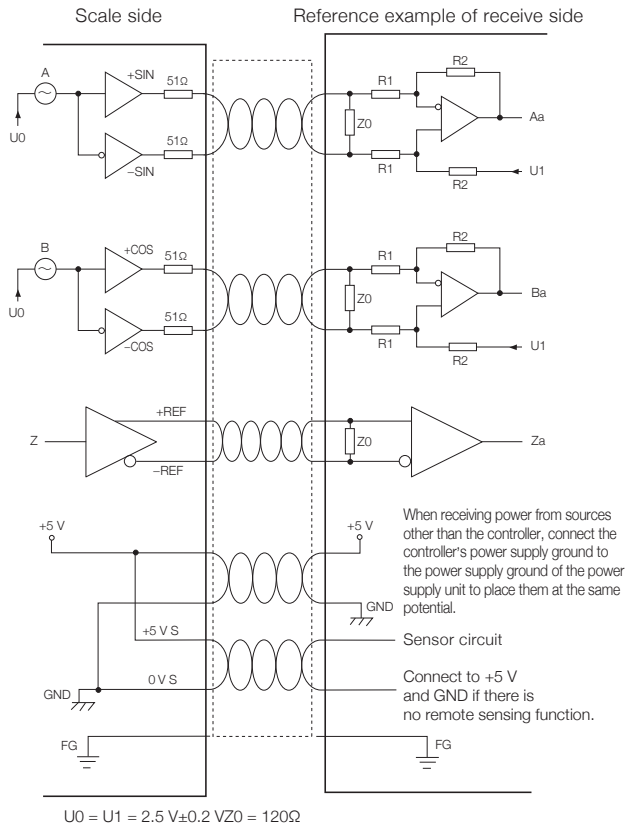 Scale side
Reference example of receive side
A
+SIN
51Ω
U0
51Ω
−SIN
R1
R2
Z0
Aa
R1
R2
U1
B
+COS
51Ω
U0
51Ω
−COS
R1
R2
Z0
Ba
R1
R2
U1
Z
+REF
−REF
Z0
Za
+5 V
+5 V
When receiving power from sources
other than the controller, connect the
controller's power supply ground to
the power supply ground of the power
supply unit to place them at the same
potential.
GND
+5 V S
Sensor circuit
0 V S
GND
Connect to +5 V
and GND if there is
no remote sensing function.
FG
FG
U0 = U1 = 2.5 V±0.2 VZ0 = 120Ω